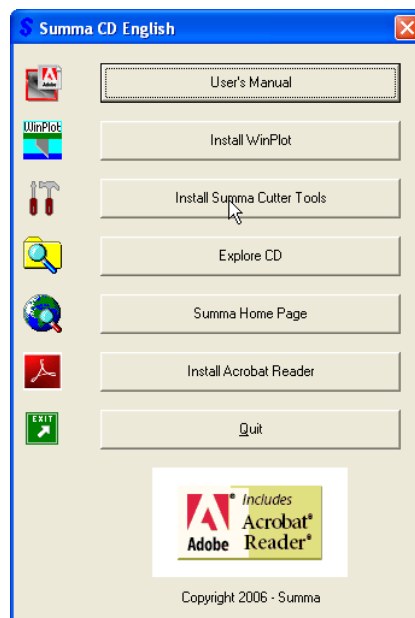 Summa CD English
Adobe
User's Manual
WinPlot
Install WinPlot
Install Summa Cutter Tools
Explore CD
Summa Home Page
Install Acrobat Reader
EXIT
Quit
Includes
Acrobat®
Adobe Reader®
Copyright 2006 - Summa